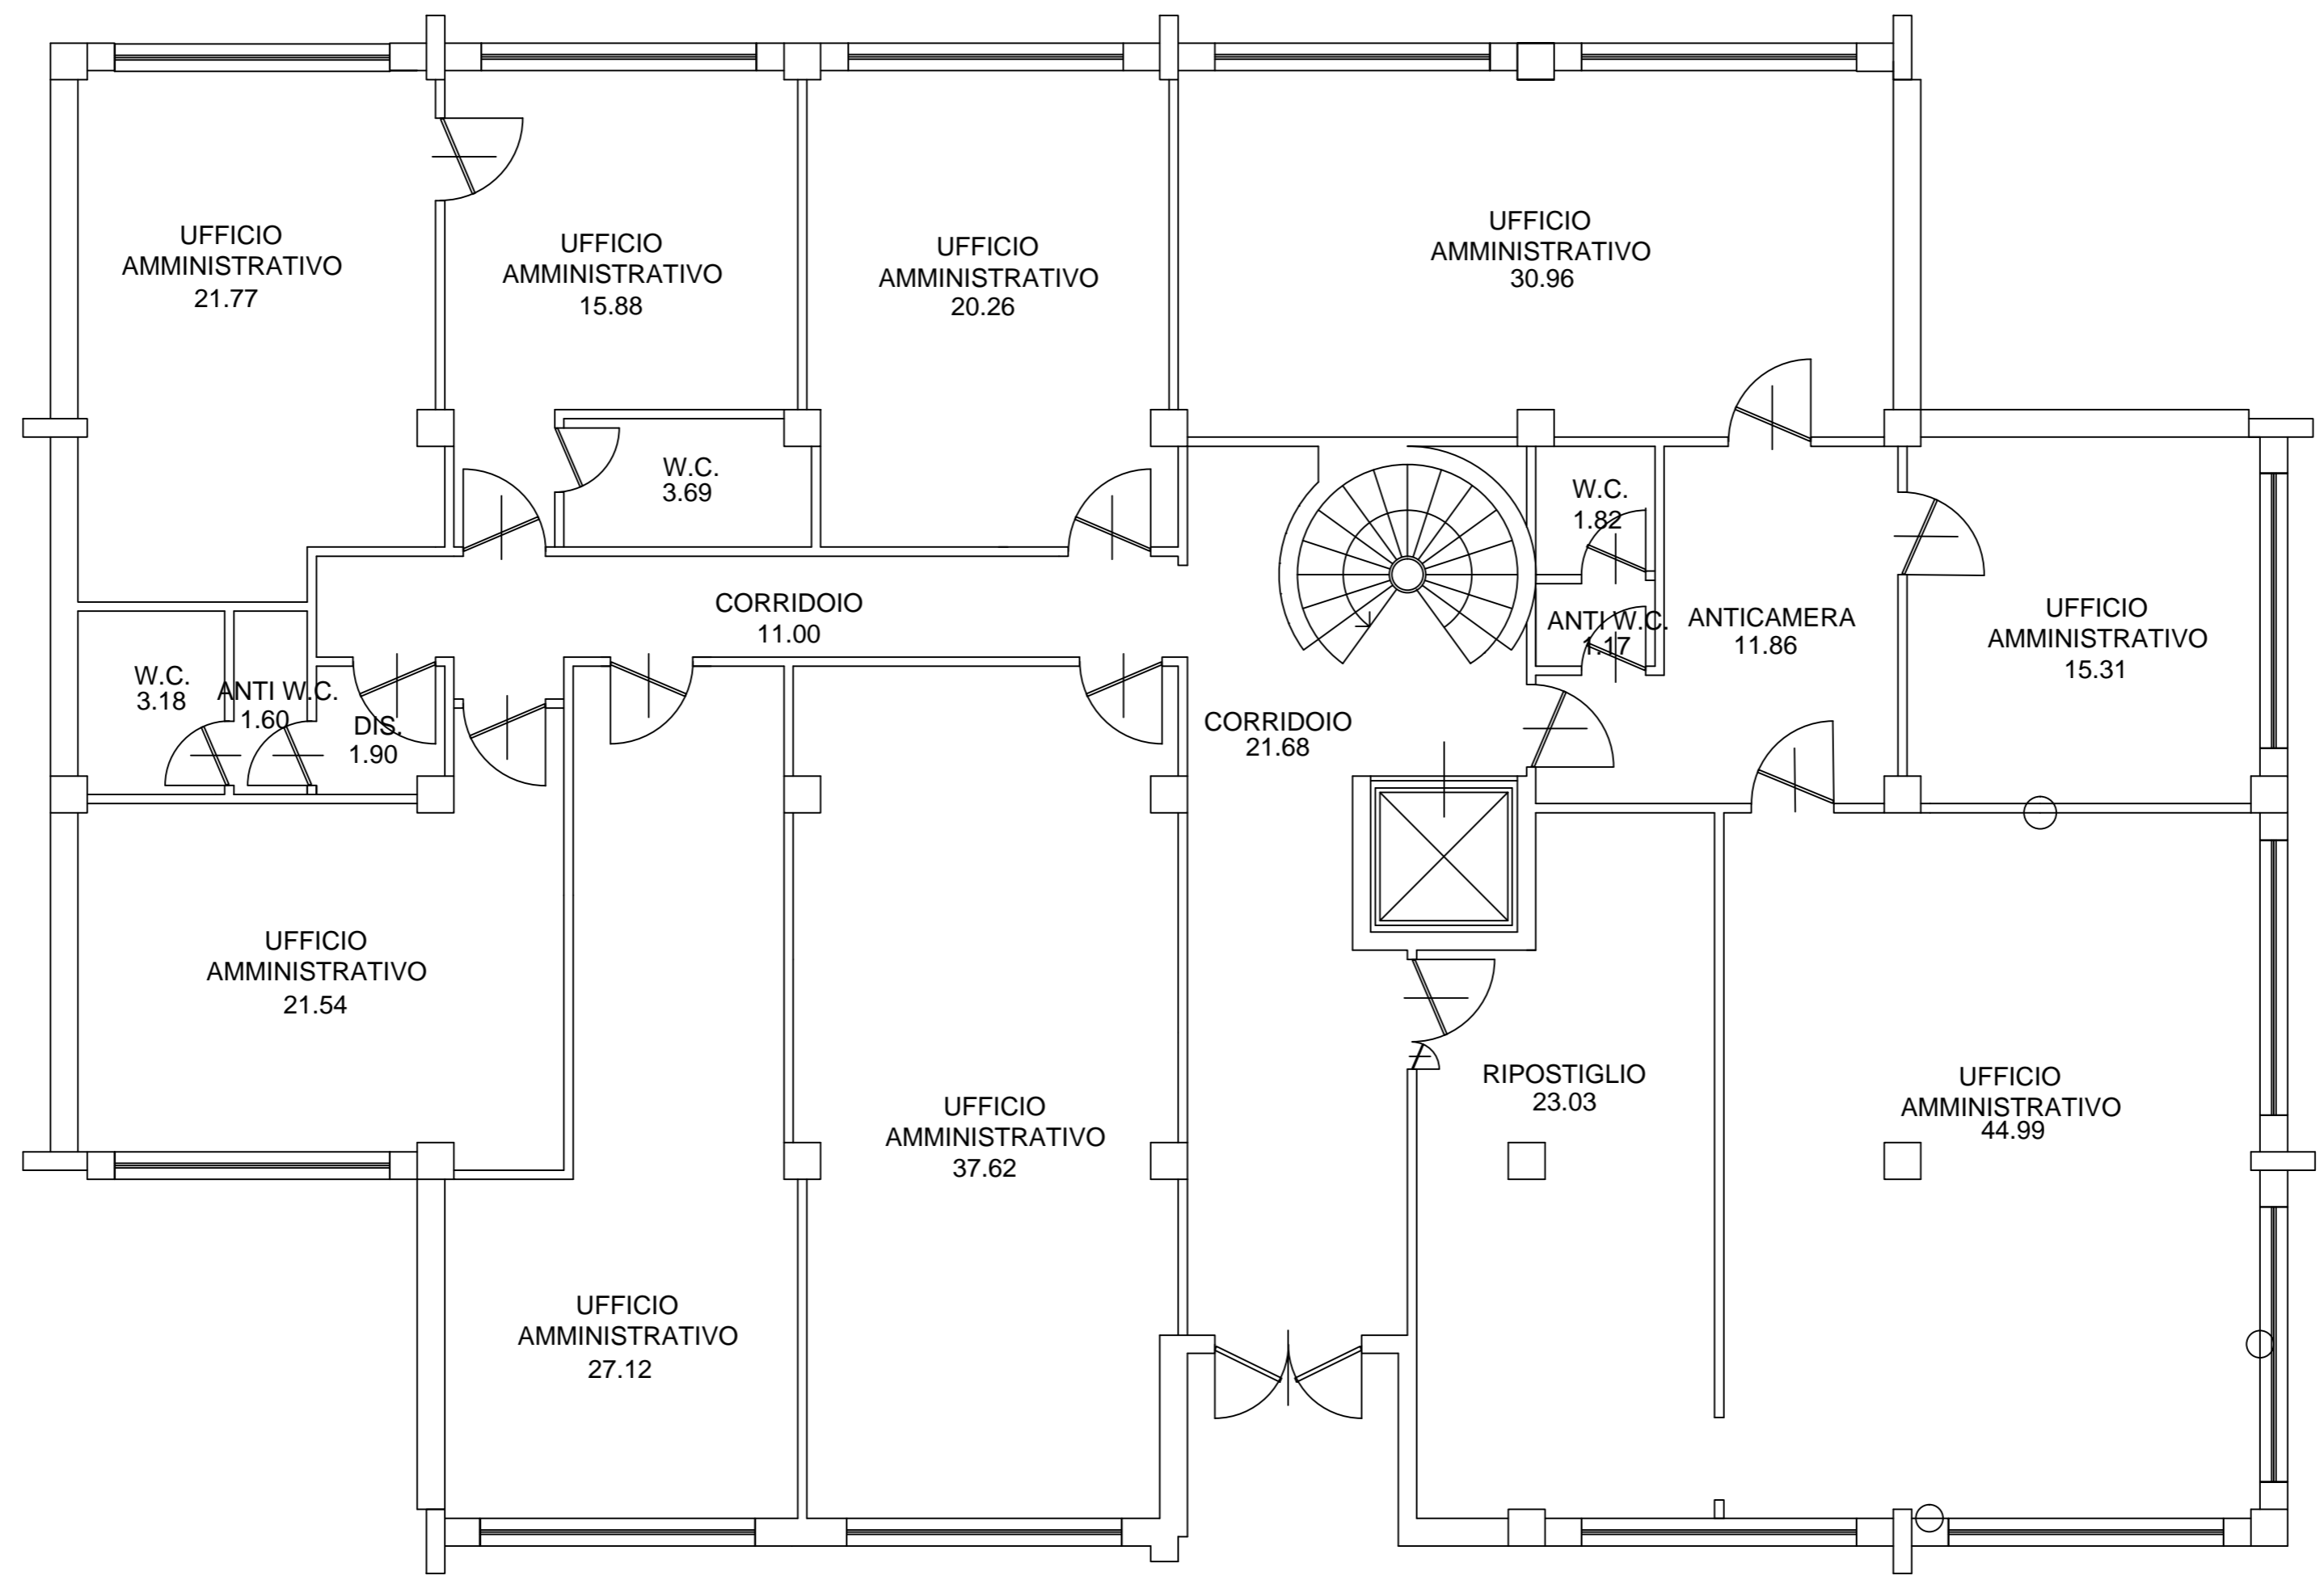 UFFICIO
AMMINISTRATIVO
21.77
UFFICIO
AMMINISTRATIVO
15.88
UFFICIO
AMMINISTRATIVO
20.26
UFFICIO
AMMINISTRATIVO
30.96
W.C.
3.69
W.C.
1.82
CORRIDOIO
11.00
ANTI W.C.
1.17
ANTICAMERA
11.86
UFFICIO
AMMINISTRATIVO
15.31
W.C.
3.18
ANTI W.C.
1.60
DIS.
1.90
CORRIDOIO
21.68
UFFICIO
AMMINISTRATIVO
21.54
UFFICIO
AMMINISTRATIVO
37.62
RIPOSTIGLIO
23.03
UFFICIO
AMMINISTRATIVO
44.99
UFFICIO
AMMINISTRATIVO
27.12